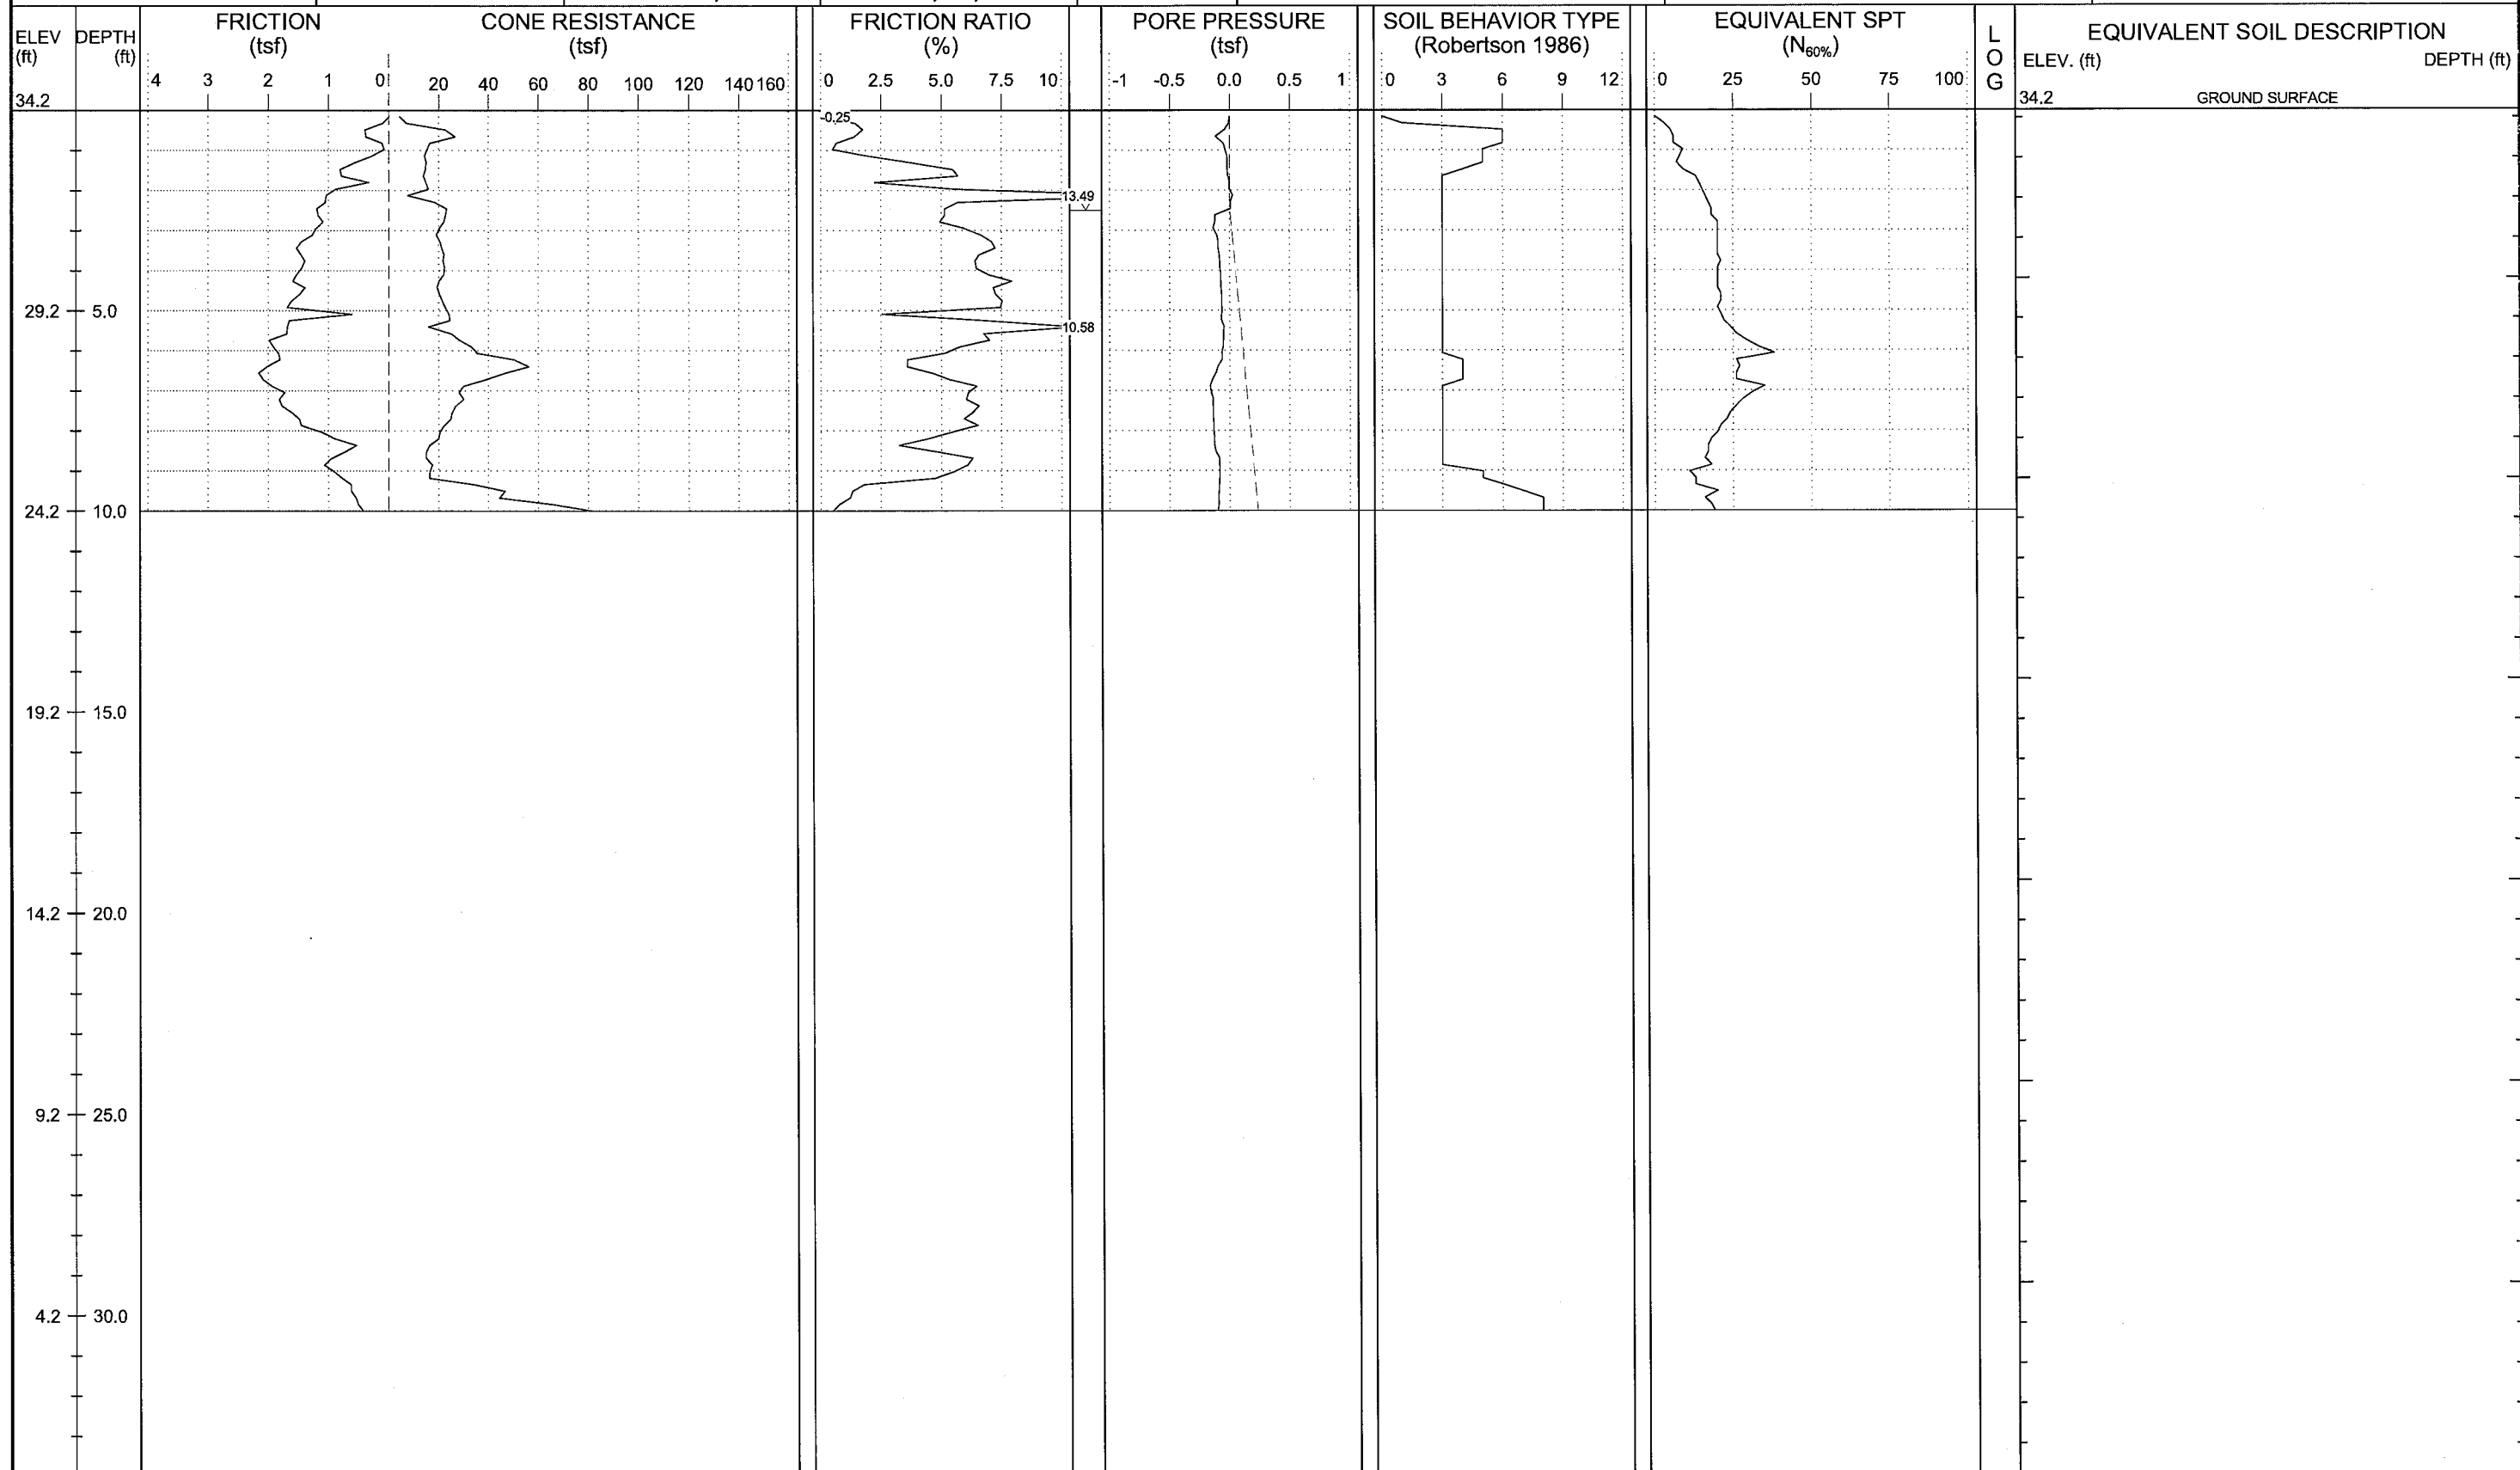 ELEV
(ft)
DEPTH
(ft)
FRICTION
(tsf)
CONE RESISTANCE
(tsf)
FRICTION RATIO
(%)
PORE PRESSURE
(tsf)
SOIL BEHAVIOR TYPE
(Robertson 1986)
EQUIVALENT SPT
(N60%)
L
O
G
EQUIVALENT SOIL DESCRIPTION
ELEV. (ft) DEPTH (ft)
4 3 2 1 0 20 40 60 80 100 120 140 160
0 2.5 5.0 7.5 10
-1 -0.5 0.0 0.5 1
0 3 6 9 12
0 25 50 75 100
34.2
34.2 GROUND SURFACE
-0.25
13.49
29.2 5.0
10.58
24.2 10.0
19.2 15.0
14.2 20.0
9.2 25.0
4.2 30.0